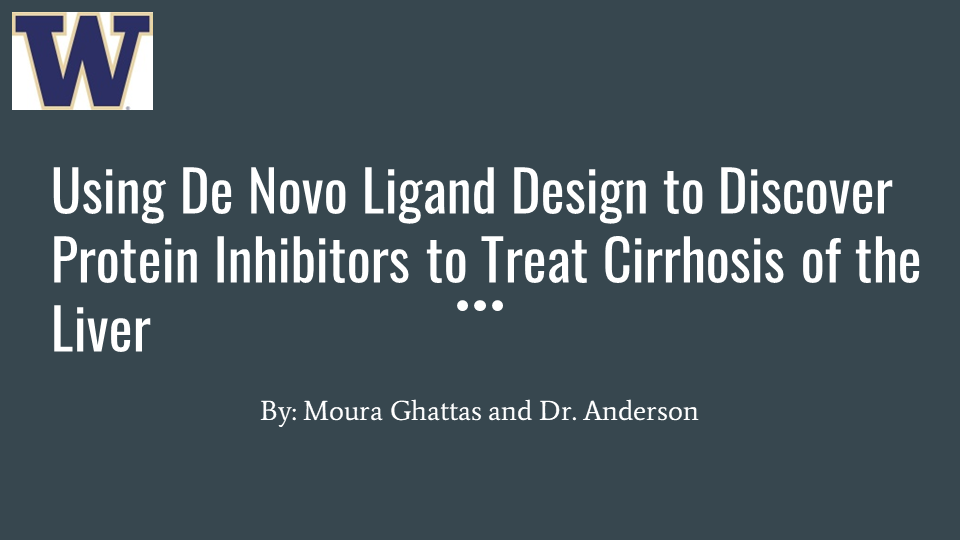 W
Using De Novo Ligand Design to Discover
Protein Inhibitors to Treat Cirrhosis of the
Liver
By: Moura Ghattas and Dr. Anderson